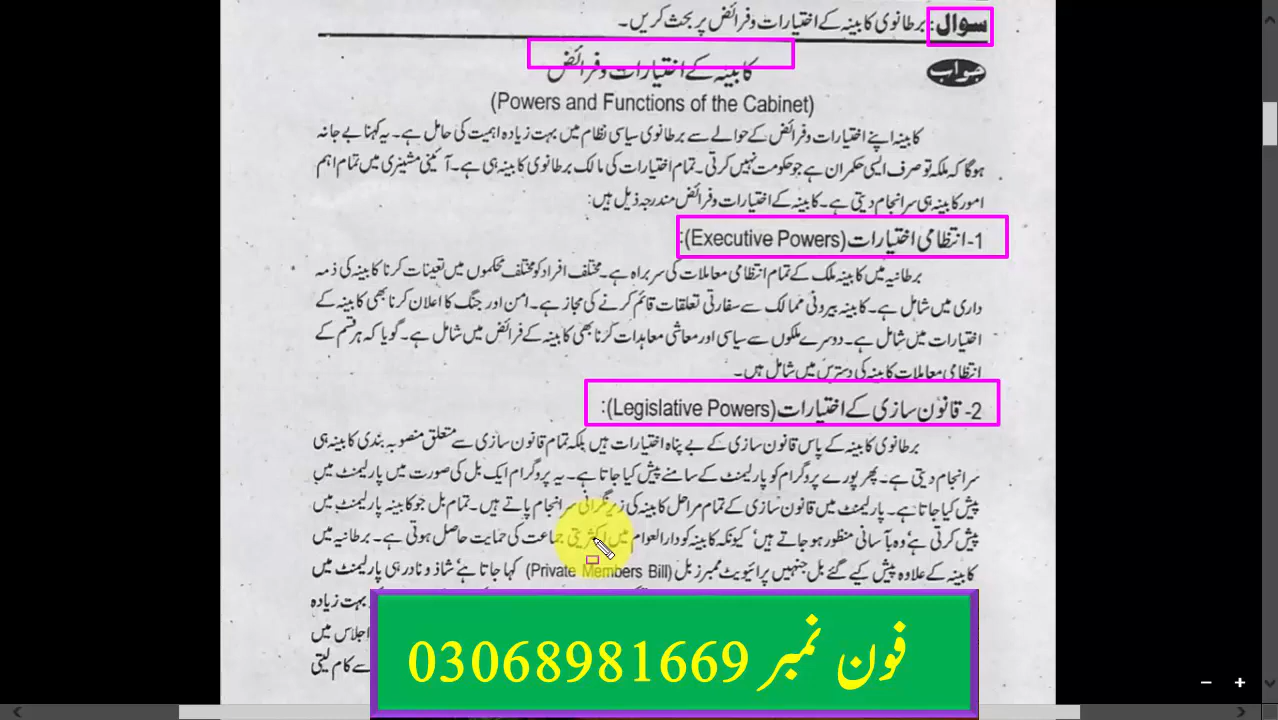 سوال: برطانوی کابینہ کے اختیارات و فرائض پر بحث کریں۔
جواب
کابینہ کے اختیارات و فرائض
(Powers and Functions of the Cabinet)
کابینہ اپنے اختیارات و فرائض کے حوالے سے برطانوی سیاسی نظام میں بہت زیادہ اہمیت کی حامل ہے۔ یہ کہنا بے جا نہ
ہوگا کہ ملکہ تو صرف ایسی حکمران ہے جو حکومت نہیں کرتی۔ تمام اختیارات کی مالک برطانوی کابینہ ہی ہے۔ آئینی مشینری میں تمام اہم
امور کابینہ ہی سرانجام دیتی ہے۔ کابینہ کے اختیارات و فرائض مندرجہ ذیل ہیں:
1- انتظامی اختیارات (Executive Powers):
برطانیہ میں کابینہ ملک کے تمام انتظامی معاملات کی سربراہ ہے۔ مختلف افراد کو مختلف محکموں میں تعینات کرنا کابینہ کی ذمہ
داری میں شامل ہے۔ کابینہ بیرونی ممالک سے سفارتی تعلقات قائم کرنے کی مجاز ہے۔ امن اور جنگ کا اعلان کرنا بھی کابینہ کے
اختیارات میں شامل ہے۔ دوسرے ملکوں سے سیاسی اور معاشی معاہدات کرنا بھی کابینہ کے فرائض میں شامل ہے۔ گویا کہ ہر قسم کے
انتظامی معاملات کابینہ کی دسترس میں شامل ہیں۔
2- قانون سازی کے اختیارات (Legislative Powers):
برطانوی کابینہ کے پاس قانون سازی کے بے پناہ اختیارات ہیں بلکہ تمام قانون سازی سے متعلق منصوبہ بندی کابینہ ہی
سرانجام دیتی ہے۔ پھر پورے پروگرام کو پارلیمنٹ کے سامنے پیش کیا جاتا ہے۔ یہ پروگرام ایک بل کی صورت میں پارلیمنٹ میں
پیش کیا جاتا ہے۔ پارلیمنٹ میں قانون سازی کے تمام مراحل کابینہ کی زیر نگرانی سرانجام پاتے ہیں۔ تمام بل جو کابینہ پارلیمنٹ میں
پیش کرتی ہے' وہ بآسانی منظور ہو جاتے ہیں' کیونکہ کابینہ کو دارالعوام میں اکثریتی جماعت کی حمایت حاصل ہوتی ہے۔ برطانیہ میں
کابینہ کے علاوہ پیش کیے گئے بل جنہیں پرائیویٹ ممبرز بل (Private Members Bill) کہا جاتا ہے' شاذ و نادر ہی پارلیمنٹ میں
بہت زیادہ
اجلاس میں
سے کام لیتی
فون نمبر 03068981669